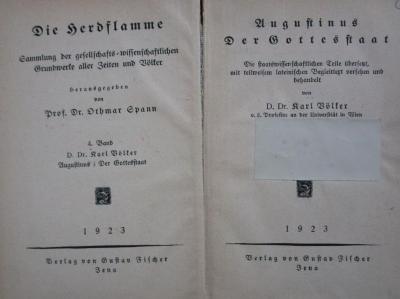 Die Herdflamme
Sammlung der gesellschafts-wissenschaftlichen
Grundwerke aller Zeiten und Völker
herausgegeben
von
Prof. Dr. Othmar Spann
4. Band
D. Dr. Karl Völker
Augustinus: Der Gottesstaat
1923
Verlag von Gustav Fischer
Jena
Augustinus
Der Gottesstaat
Die staatswissenschaftlichen Teile übersetzt,
mit teilweisem lateinischen Begleittext versehen und
behandelt
von
D. Dr. Karl Völker
o. ö. Professor an der Universität in Wien
1923
Verlag von Gustav Fischer
Jena